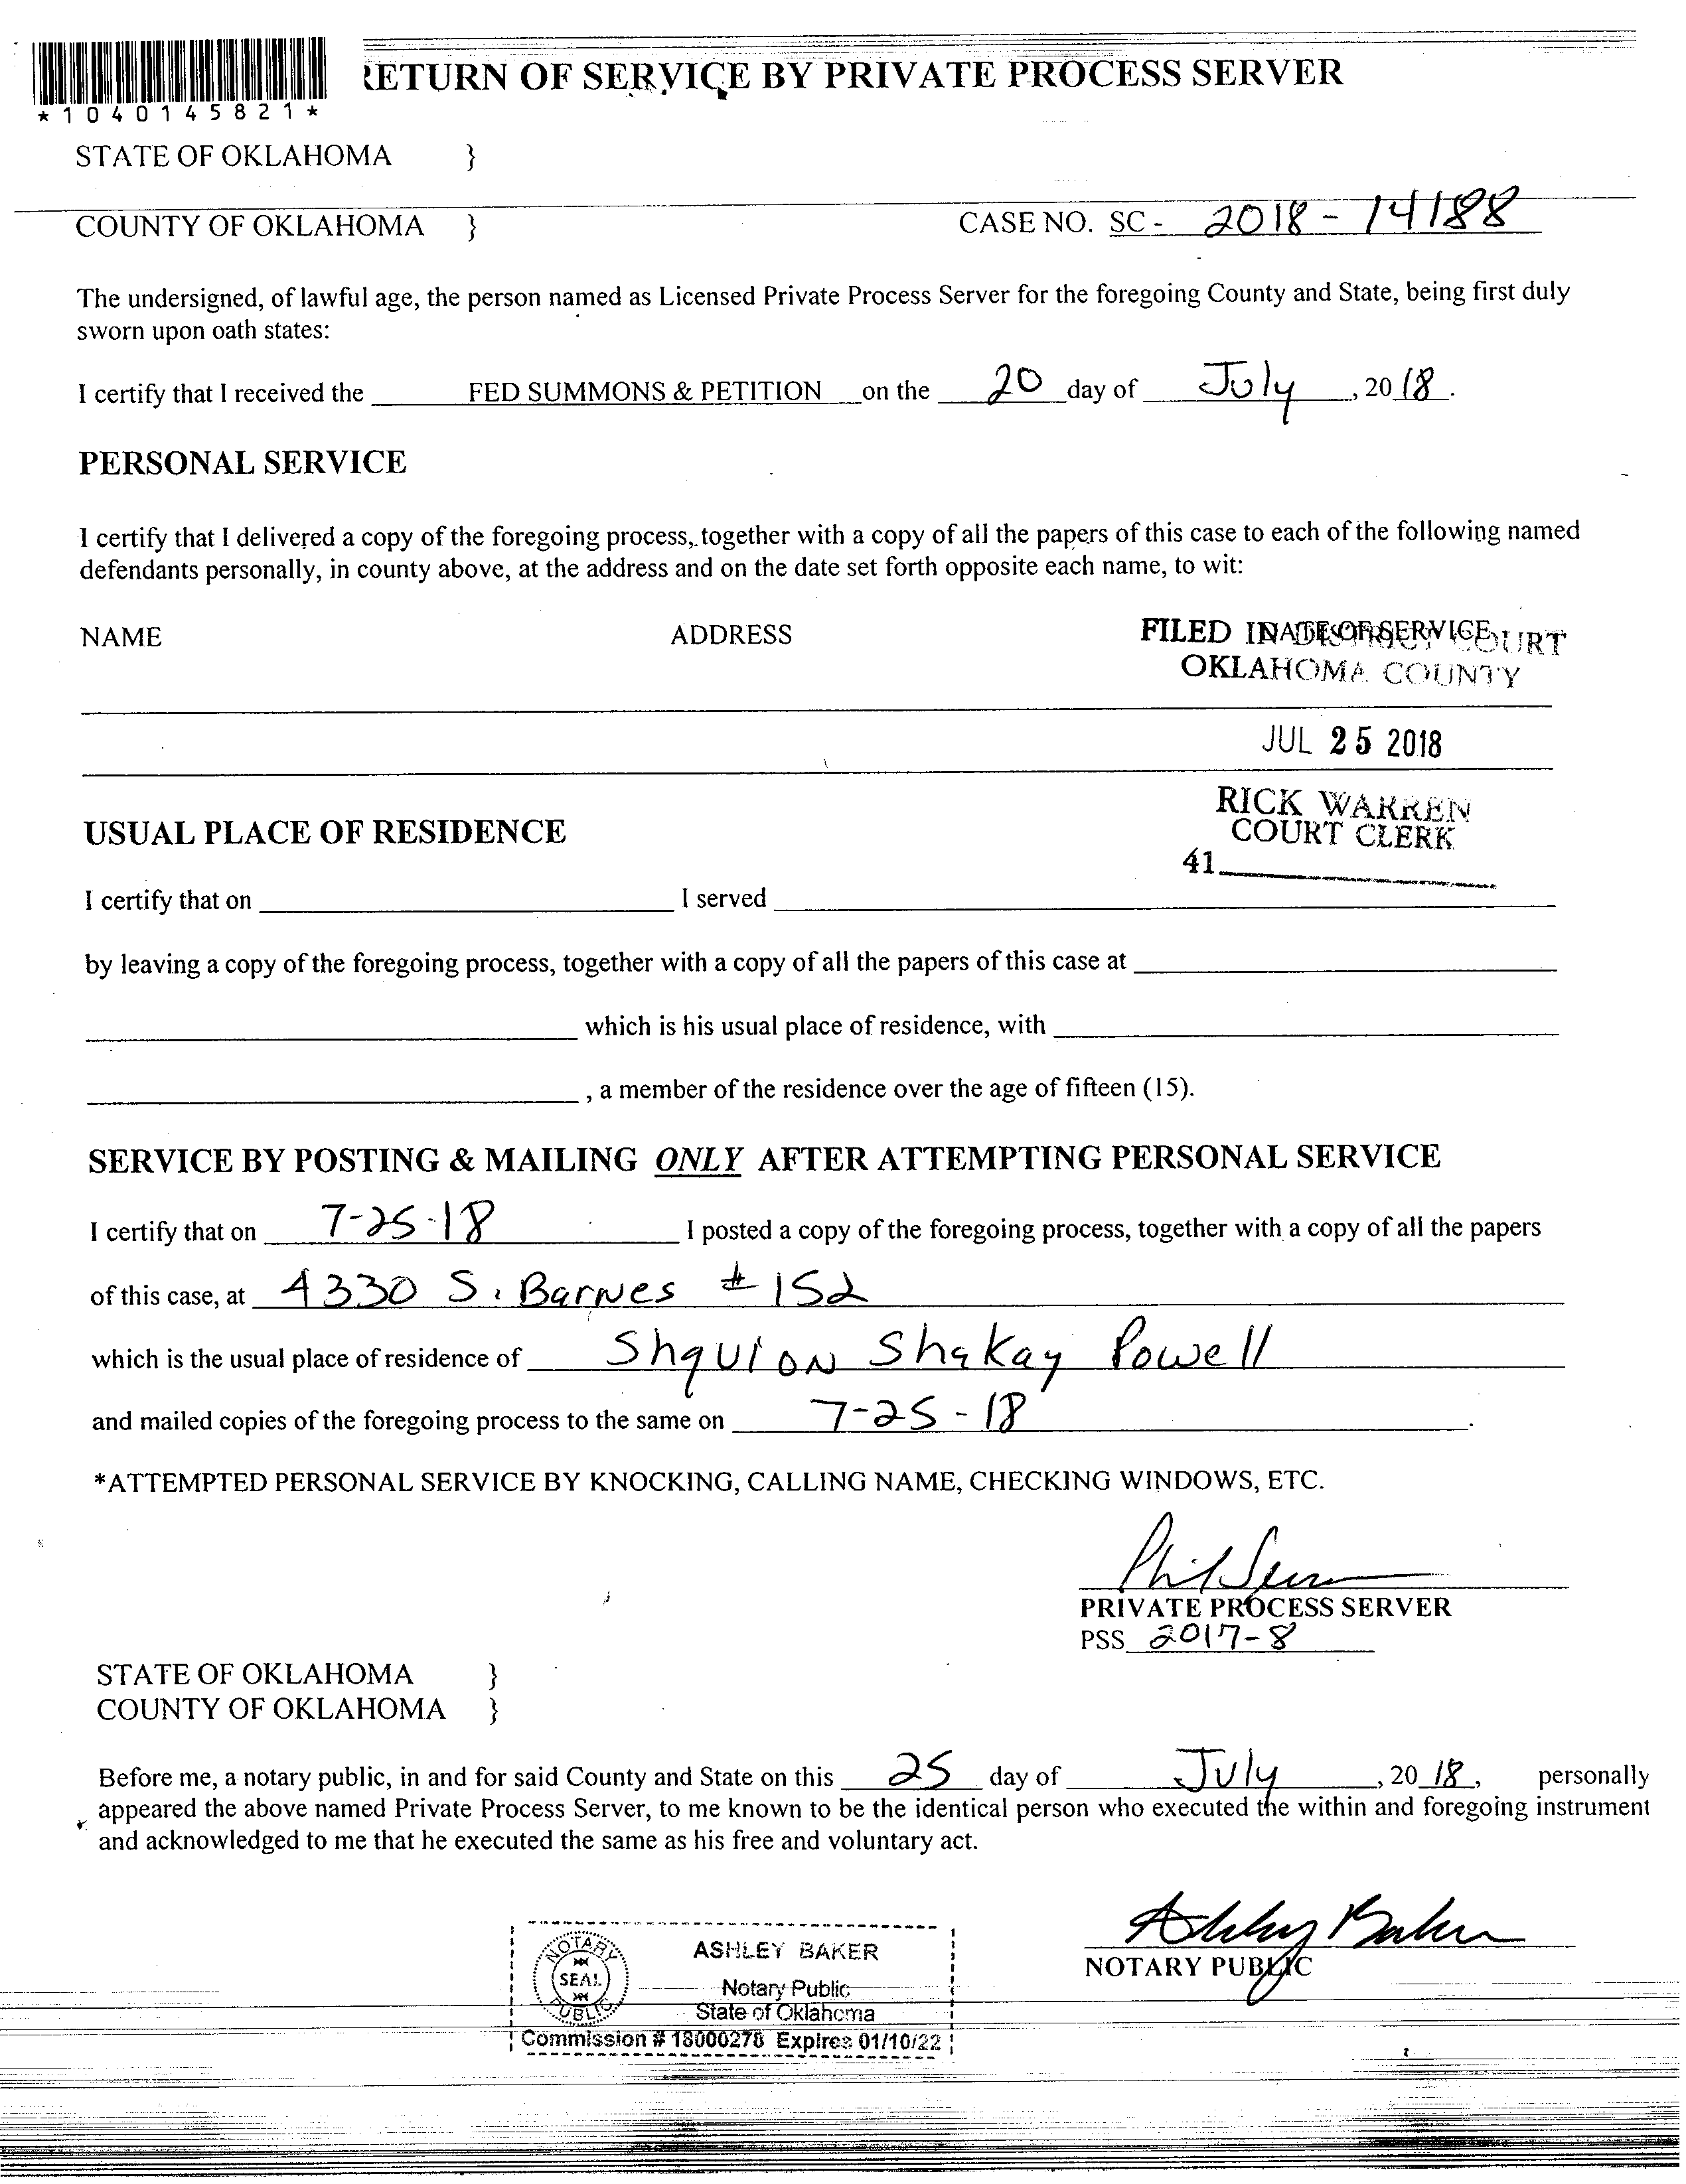 RETURN OF SERVICE BY PRIVATE PROCESS SERVER
*1040145821*
STATE OF OKLAHOMA }
COUNTY OF OKLAHOMA } CASE NO. SC - 2018 - 14188
The undersigned, of lawful age, the person named as Licensed Private Process Server for the foregoing County and State, being first duly
sworn upon oath states:
I certify that I received the FED SUMMONS & PETITION on the 20 day of July, 2018.
PERSONAL SERVICE
I certify that I delivered a copy of the foregoing process, together with a copy of all the papers of this case to each of the following named
defendants personally, in county above, at the address and on the date set forth opposite each name, to wit:
NAME ADDRESS DATE OF SERVICE
FILED IN DISTRICT COURT
OKLAHOMA COUNTY
JUL 25 2018
RICK WARREN
COURT CLERK
41
USUAL PLACE OF RESIDENCE
I certify that on I served
by leaving a copy of the foregoing process, together with a copy of all the papers of this case at
which is his usual place of residence, with
, a member of the residence over the age of fifteen (15).
SERVICE BY POSTING & MAILING ONLY AFTER ATTEMPTING PERSONAL SERVICE
I certify that on 7-25-18 I posted a copy of the foregoing process, together with a copy of all the papers
of this case, at 4330 S. Barnes #152
which is the usual place of residence of Shquion Shakay Powell
and mailed copies of the foregoing process to the same on 7-25-18.
*ATTEMPTED PERSONAL SERVICE BY KNOCKING, CALLING NAME, CHECKING WINDOWS, ETC.
PRIVATE PROCESS SERVER
PSS 2017-8
STATE OF OKLAHOMA }
COUNTY OF OKLAHOMA }
Before me, a notary public, in and for said County and State on this 25 day of July, 2018, personally
appeared the above named Private Process Server, to me known to be the identical person who executed the within and foregoing instrument
and acknowledged to me that he executed the same as his free and voluntary act.
Ashley Baker
NOTARY PUBLIC
NOTARY
SEAL
PUBLIC
ASHLEY BAKER
Notary Public
State of Oklahoma
Commission # 18000276 Expires 01/10/22